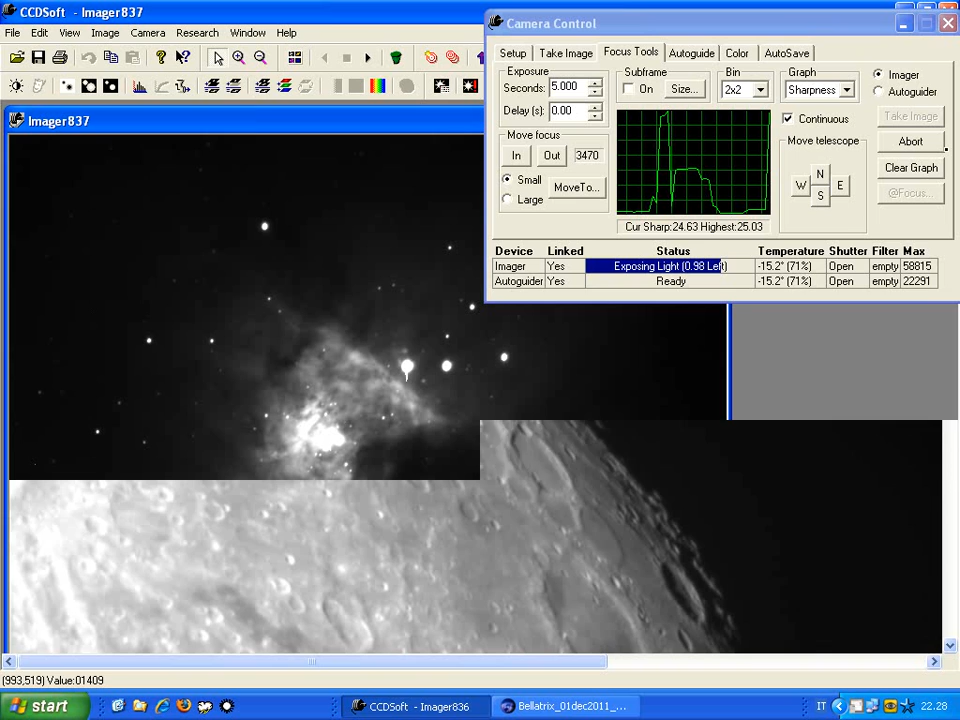 CCDSoft - Imager837
File Edit View Image Camera Research Window Help
Imager837
Camera Control
Setup Take Image Focus Tools Autoguide Color AutoSave
Exposure
Seconds: 5.000
Delay (s): 0.00
Subframe
On Size...
Bin
2x2
Graph
Sharpness
Imager
Autoguider
Continuous
Take Image
Move focus
In Out 3470
Small
Large
MoveTo...
Move telescope
N
W E
S
Abort
Clear Graph
@Focus...
Cur Sharp:24.63 Highest:25.03
Device Linked Status Temperature Shutter Filter Max
Imager Yes Exposing Light (0.98 Left) -15.2° (71%) Open empty 58815
Autoguider Yes Ready -15.2° (71%) Open empty 22291
(993,519) Value:01409
start CCDSoft - Imager836 Bellatrix_01dec2011_... IT 22.28